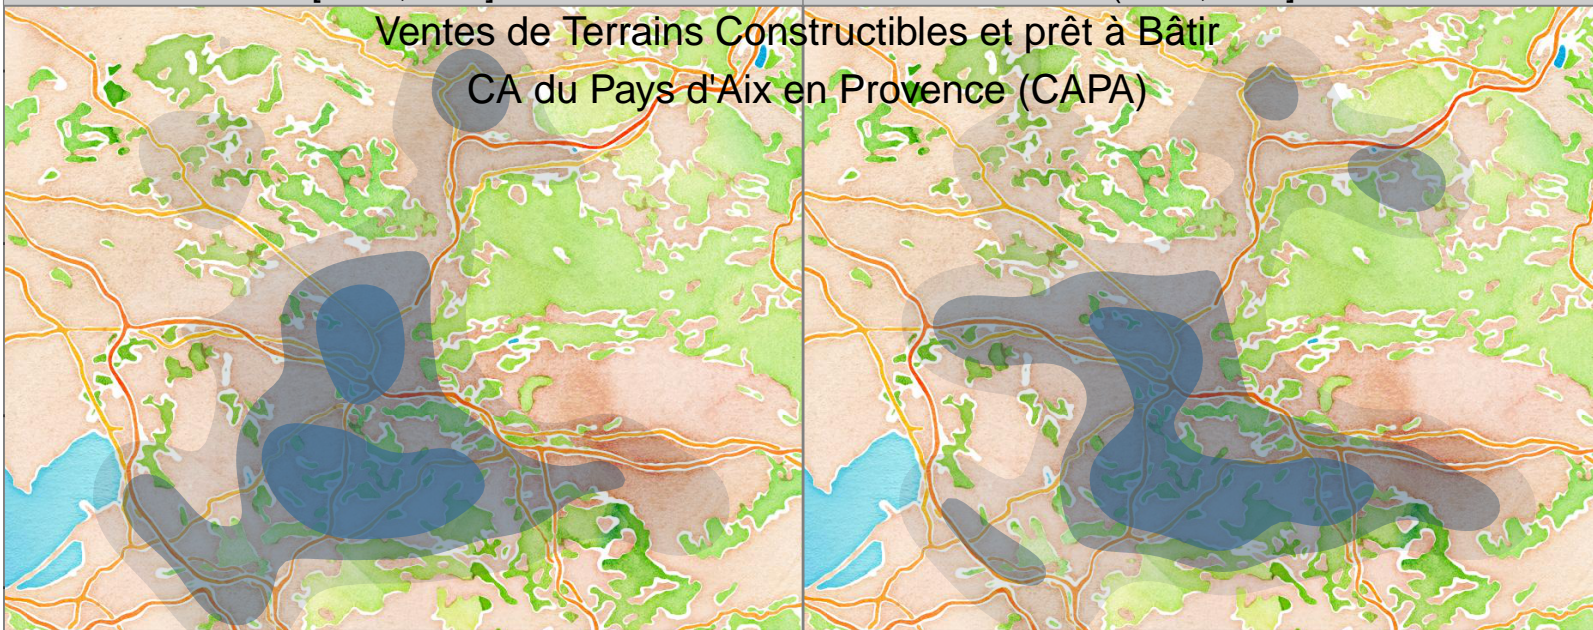 Ventes de Terrains Constructibles et prêt à Bâtir
CA du Pays d'Aix en Provence (CAPA)